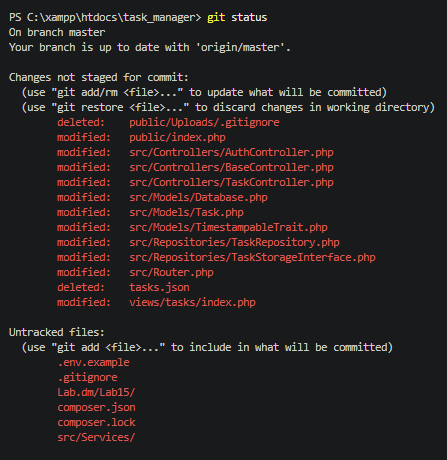 PS C:\xampp\htdocs\task_manager> git status
On branch master
Your branch is up to date with 'origin/master'.

Changes not staged for commit:
  (use "git add/rm <file>..." to update what will be committed)
  (use "git restore <file>..." to discard changes in working directory)
        deleted:    public/Uploads/.gitignore
        modified:   public/index.php
        modified:   src/Controllers/AuthController.php
        modified:   src/Controllers/BaseController.php
        modified:   src/Controllers/TaskController.php
        modified:   src/Models/Database.php
        modified:   src/Models/Task.php
        modified:   src/Models/TimestampableTrait.php
        modified:   src/Repositories/TaskRepository.php
        modified:   src/Repositories/TaskStorageInterface.php
        modified:   src/Router.php
        deleted:    tasks.json
        modified:   views/tasks/index.php

Untracked files:
  (use "git add <file>..." to include in what will be committed)
        .env.example
        .gitignore
        Lab.dm/Lab15/
        composer.json
        composer.lock
        src/Services/